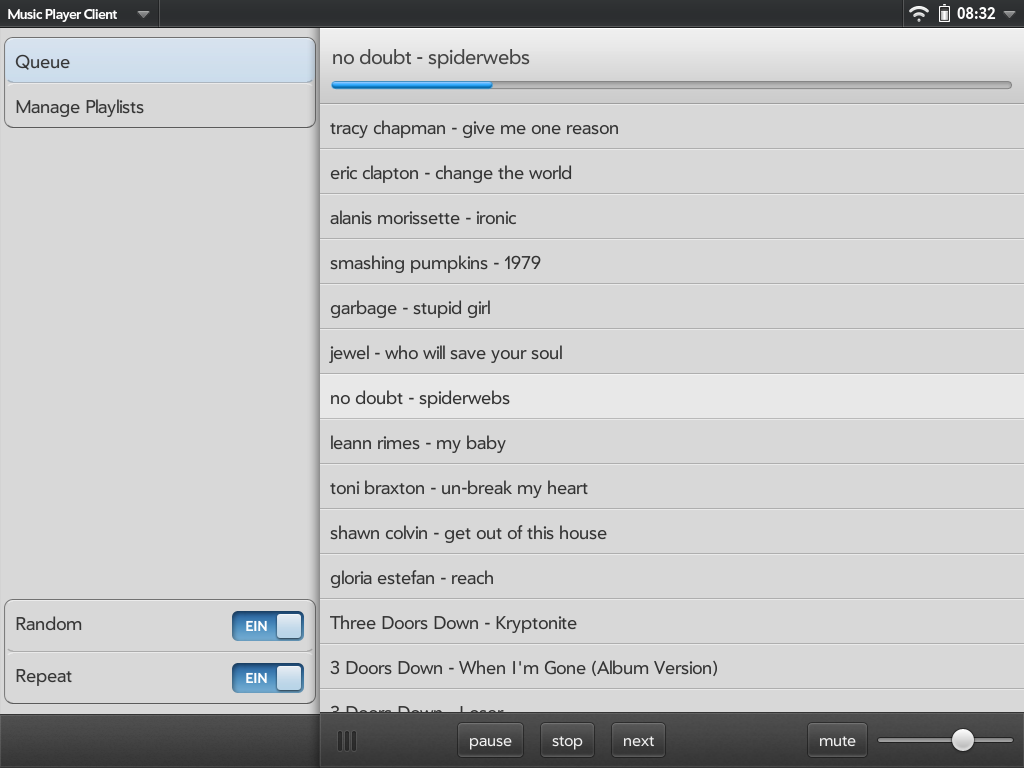 Music Player Client
08:32
Queue
Manage Playlists
Random EIN
Repeat EIN
no doubt - spiderwebs
tracy chapman - give me one reason
eric clapton - change the world
alanis morissette - ironic
smashing pumpkins - 1979
garbage - stupid girl
jewel - who will save your soul
no doubt - spiderwebs
leann rimes - my baby
toni braxton - un-break my heart
shawn colvin - get out of this house
gloria estefan - reach
Three Doors Down - Kryptonite
3 Doors Down - When I'm Gone (Album Version)
3 Doors Down - Loser
pause stop next mute